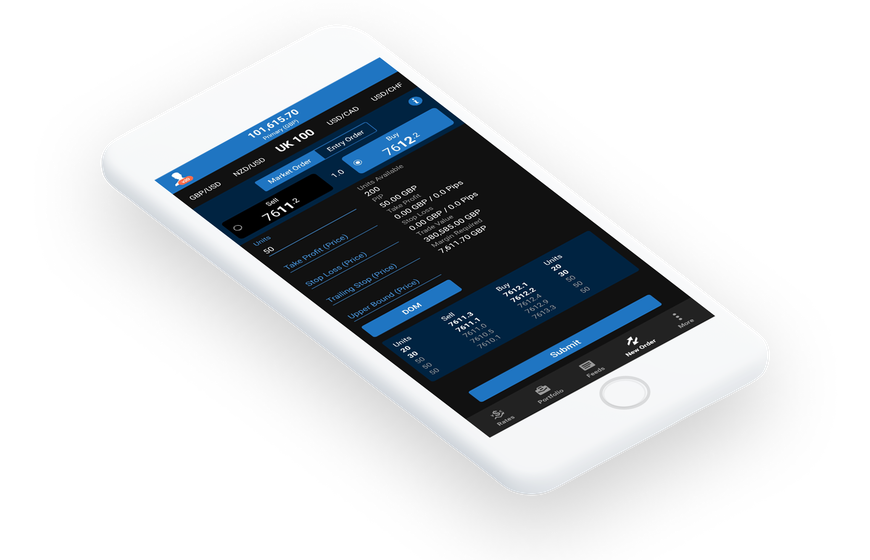 101,615.70
Primary (GBP)
GBP/USD NZD/USD UK 100 USD/CAD USD/CHF
Market Order Entry Order
Sell
7611.2
1.0
Buy
7612.2
Units
50
Take Profit (Price)
Stop Loss (Price)
Trailing Stop (Price)
Upper Bound (Price)
Units Available
200
PIP
50.00 GBP
Take Profit
0.00 GBP / 0.0 Pips
Stop Loss
0.00 GBP / 0.0 Pips
Trade Value
380,585.00 GBP
Margin Required
7,611.70 GBP
DOM
Units Sell Buy Units
20 7611.3 7612.1 20
30 7611.1 7612.2 30
50 7611.0 7612.4 50
50 7610.5 7612.9 50
50 7610.1 7613.3 50
Submit
Rates Portfolio Feeds New Order More